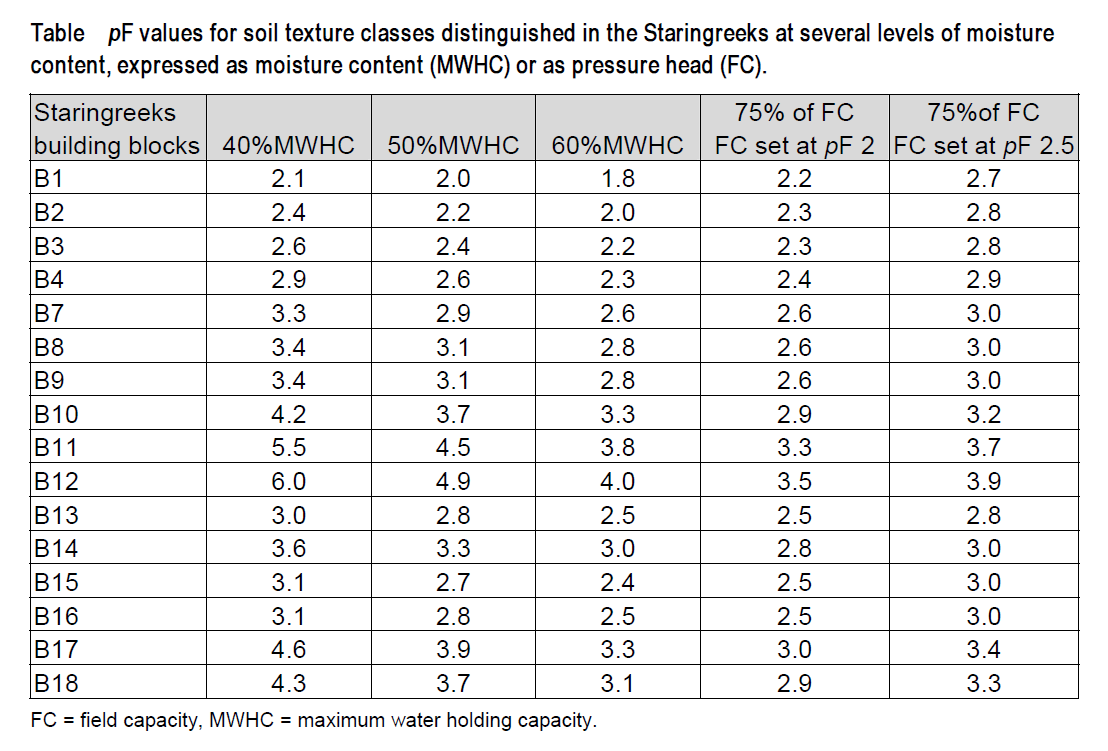 Table pF values for soil texture classes distinguished in the Staringreeks at several levels of moisture
content, expressed as moisture content (MWHC) or as pressure head (FC).
Staringreeks 75% of FC 75%of FC
building blocks 40%MWHC 50%MWHC 60%MWHC FC set at pF 2 FC set at pF 2.5
B1 2.1 2.0 1.8 2.2 2.7
B2 2.4 2.2 2.0 2.3 2.8
B3 2.6 2.4 2.2 2.3 2.8
B4 2.9 2.6 2.3 2.4 2.9
B7 3.3 2.9 2.6 2.6 3.0
B8 3.4 3.1 2.8 2.6 3.0
B9 3.4 3.1 2.8 2.6 3.0
B10 4.2 3.7 3.3 2.9 3.2
B11 5.5 4.5 3.8 3.3 3.7
B12 6.0 4.9 4.0 3.5 3.9
B13 3.0 2.8 2.5 2.5 2.8
B14 3.6 3.3 3.0 2.8 3.0
B15 3.1 2.7 2.4 2.5 3.0
B16 3.1 2.8 2.5 2.5 3.0
B17 4.6 3.9 3.3 3.0 3.4
B18 4.3 3.7 3.1 2.9 3.3
FC = field capacity, MWHC = maximum water holding capacity.